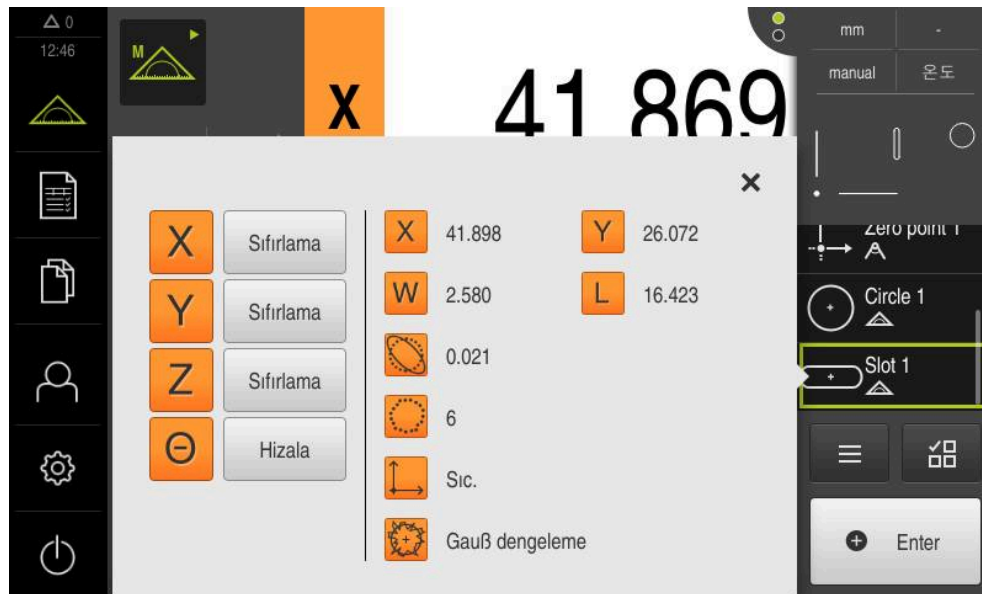 0
12:46
M
X
41.869
mm
-
manual
온도
X
Sıfırlama
Y
Sıfırlama
Z
Sıfırlama
Θ
Hizala
X
41.898
Y
26.072
W
2.580
L
16.423
0.021
6
Sıc.
Gauß dengeleme
Zero point 1
Circle 1
Slot 1
Enter